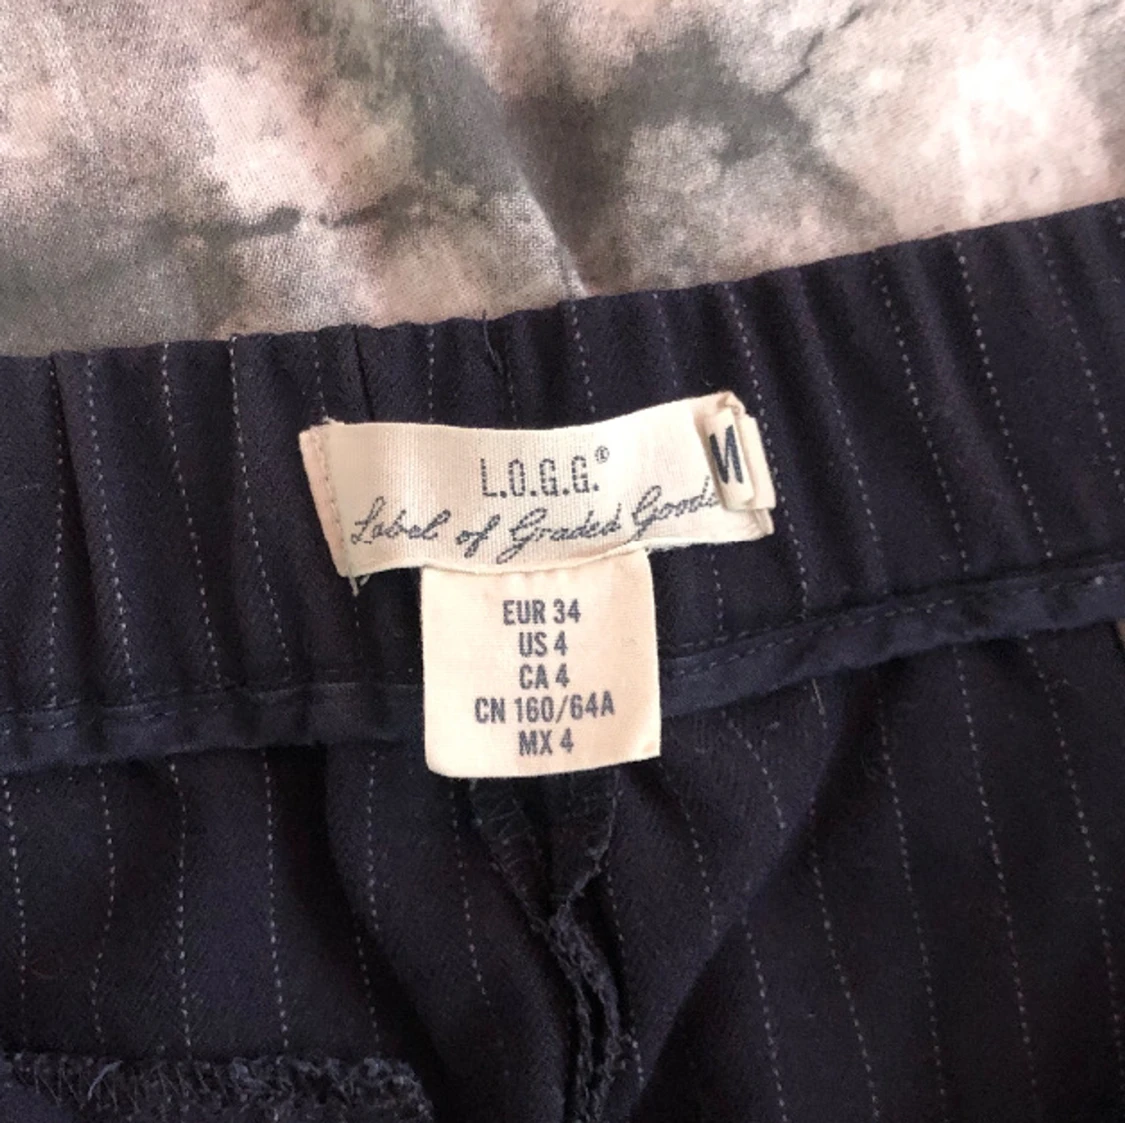 L.O.G.G.®
Label of Graded Goods
EUR 34
US 4
CA 4
CN 160/64A
MX 4